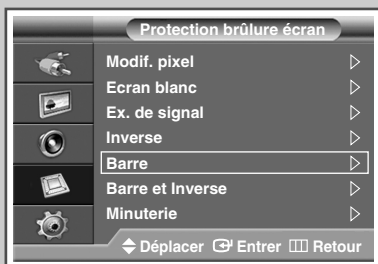 Protection brûlure écran
Modif. pixel
Ecran blanc
Ex. de signal
Inverse
Barre
Barre et Inverse
Minuterie
Déplacer Entrer Retour